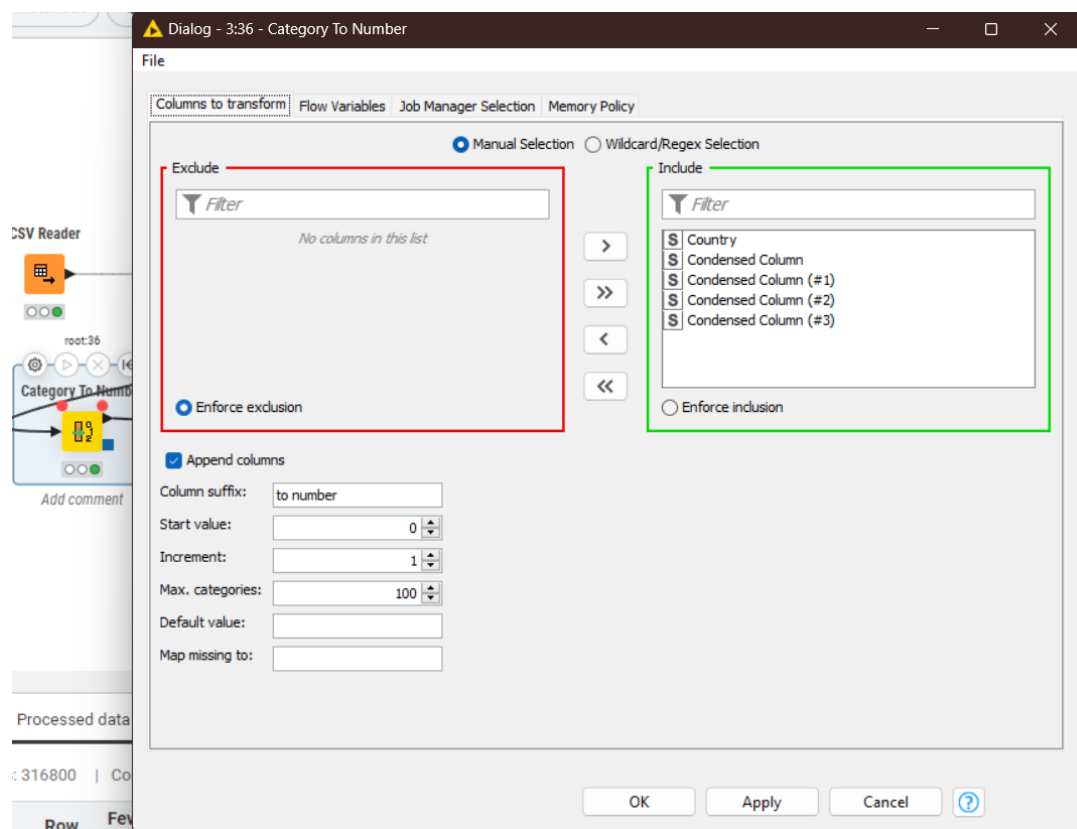 Dialog - 3:36 - Category To Number
File
Columns to transform Flow Variables Job Manager Selection Memory Policy
Manual Selection Wildcard/Regex Selection
Exclude
Filter
No columns in this list
Enforce exclusion
>
>>
<
<<
Include
Filter
S Country
S Condensed Column
S Condensed Column (#1)
S Condensed Column (#2)
S Condensed Column (#3)
Enforce inclusion
Append columns
Column suffix: to number
Start value: 0
Increment: 1
Max. categories: 100
Default value:
Map missing to:
OK Apply Cancel ?
CSV Reader
root:36
Category To Numb
Add comment
Processed data
: 316800 | Co
Row Fev